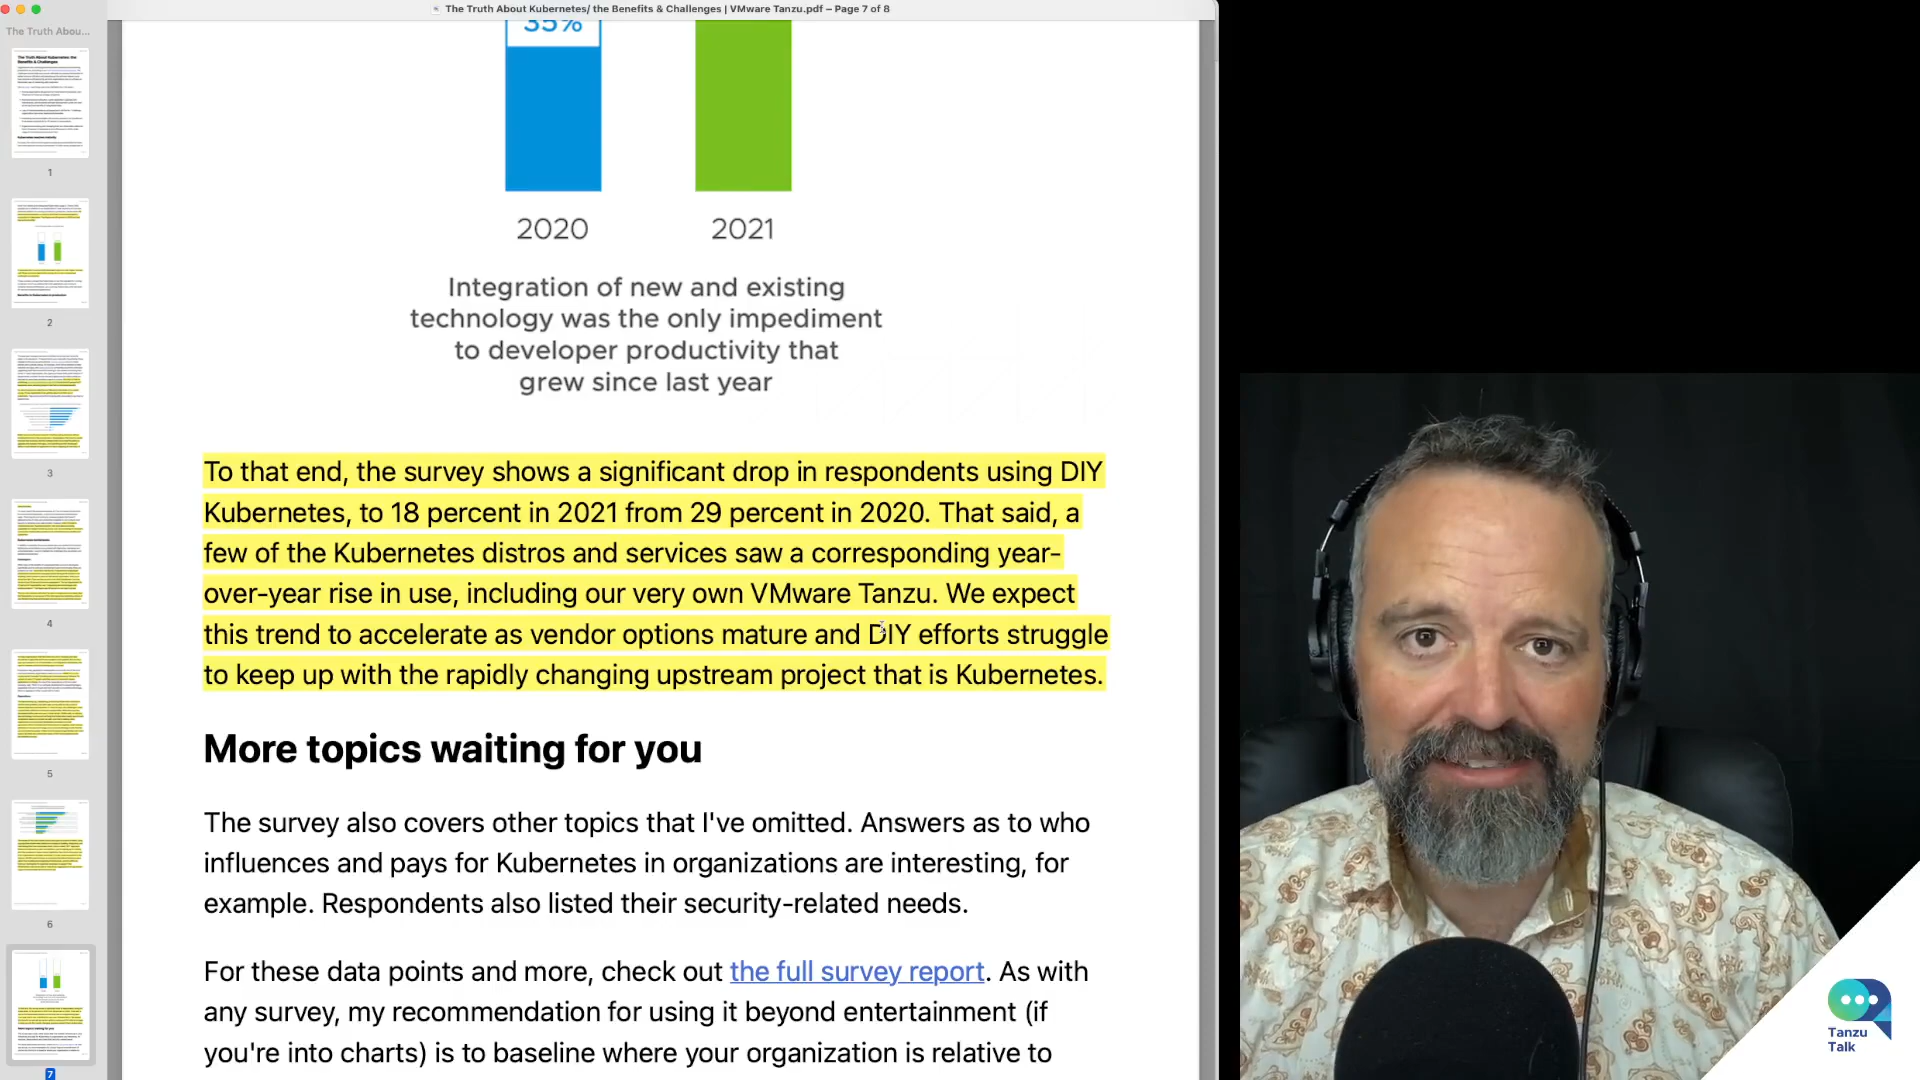 The Truth About Kubernetes/ the Benefits & Challenges | VMware Tanzu.pdf – Page 7 of 8
The Truth Abou...
1
2
3
4
5
6
7
35%
2020 2021
Integration of new and existing
technology was the only impediment
to developer productivity that
grew since last year
To that end, the survey shows a significant drop in respondents using DIY
Kubernetes, to 18 percent in 2021 from 29 percent in 2020. That said, a
few of the Kubernetes distros and services saw a corresponding year-
over-year rise in use, including our very own VMware Tanzu. We expect
this trend to accelerate as vendor options mature and DIY efforts struggle
to keep up with the rapidly changing upstream project that is Kubernetes.
More topics waiting for you
The survey also covers other topics that I've omitted. Answers as to who
influences and pays for Kubernetes in organizations are interesting, for
example. Respondents also listed their security-related needs.
For these data points and more, check out the full survey report. As with
any survey, my recommendation for using it beyond entertainment (if
you're into charts) is to baseline where your organization is relative to
Tanzu
Talk